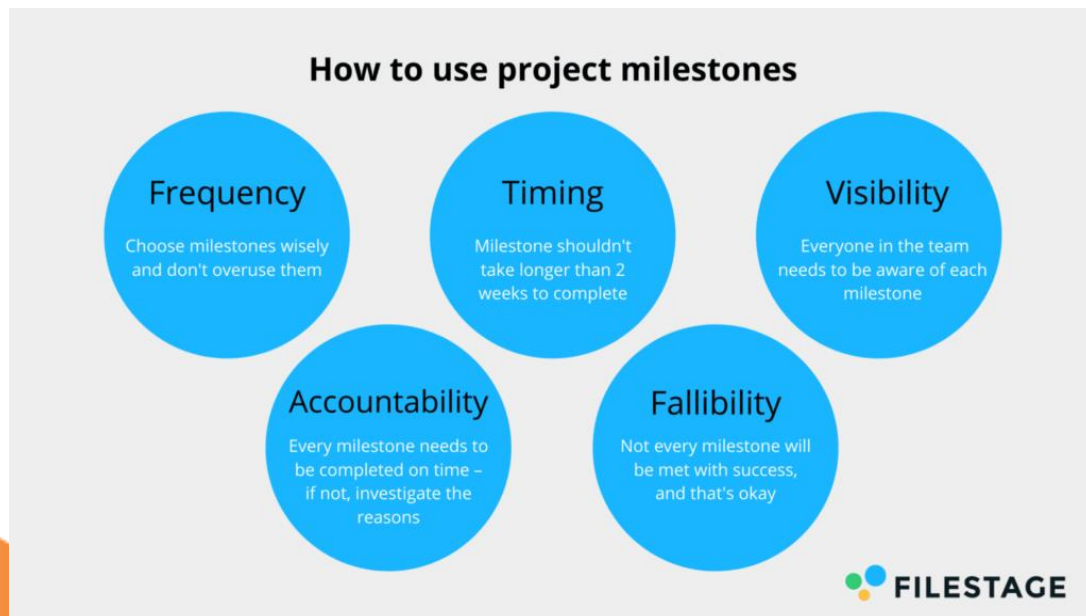 How to use project milestones
Frequency
Choose milestones wisely
and don't overuse them
Timing
Milestone shouldn't
take longer than 2
weeks to complete
Visibility
Everyone in the team
needs to be aware of each
milestone
Accountability
Every milestone needs to
be completed on time –
if not, investigate the
reasons
Fallibility
Not every milestone will
be met with success,
and that's okay
FILESTAGE